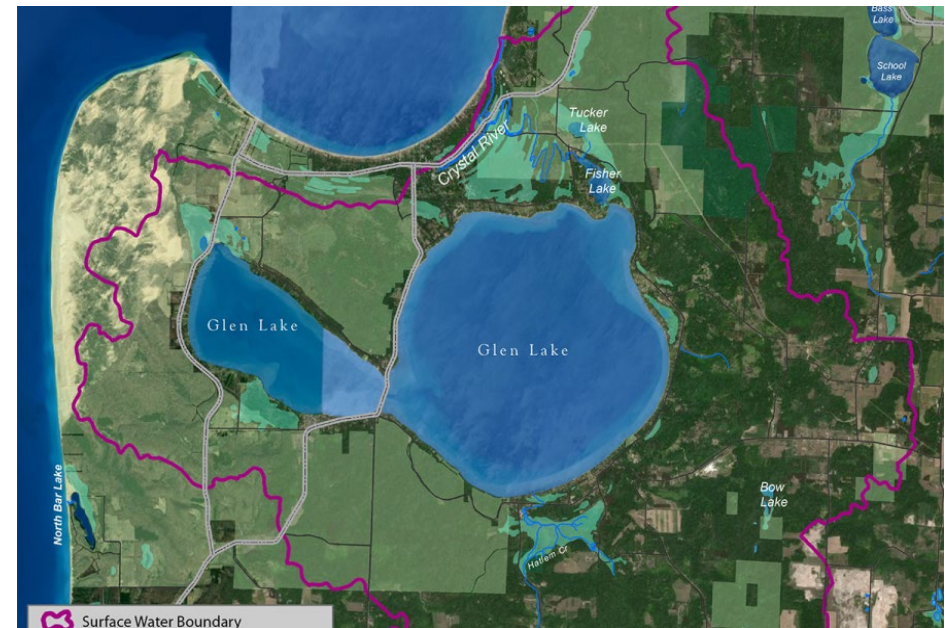 Bass
Lake
School
Lake
Tucker
Lake
Crystal River
Fisher
Lake
Glen Lake
Glen Lake
North Bar Lake
Bow
Lake
Hatlem Cr
Surface Water Boundary